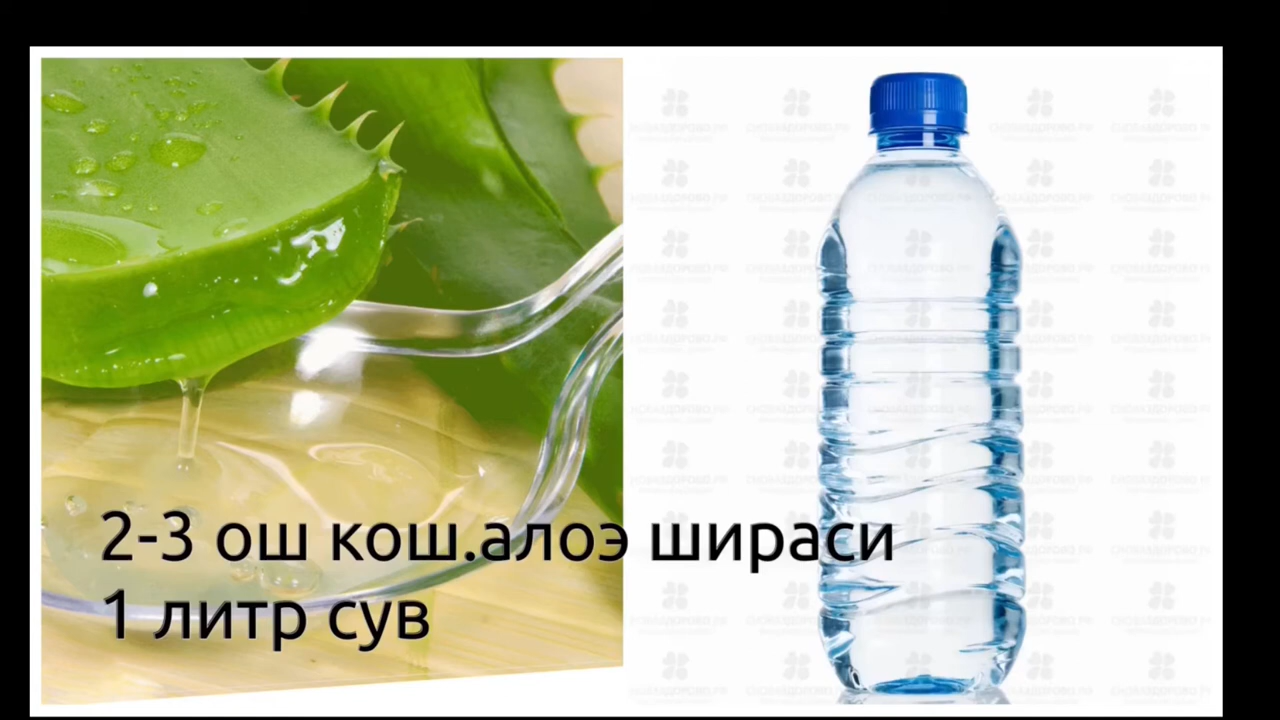 2-3 ош кош.алоэ шираси
1 литр сув